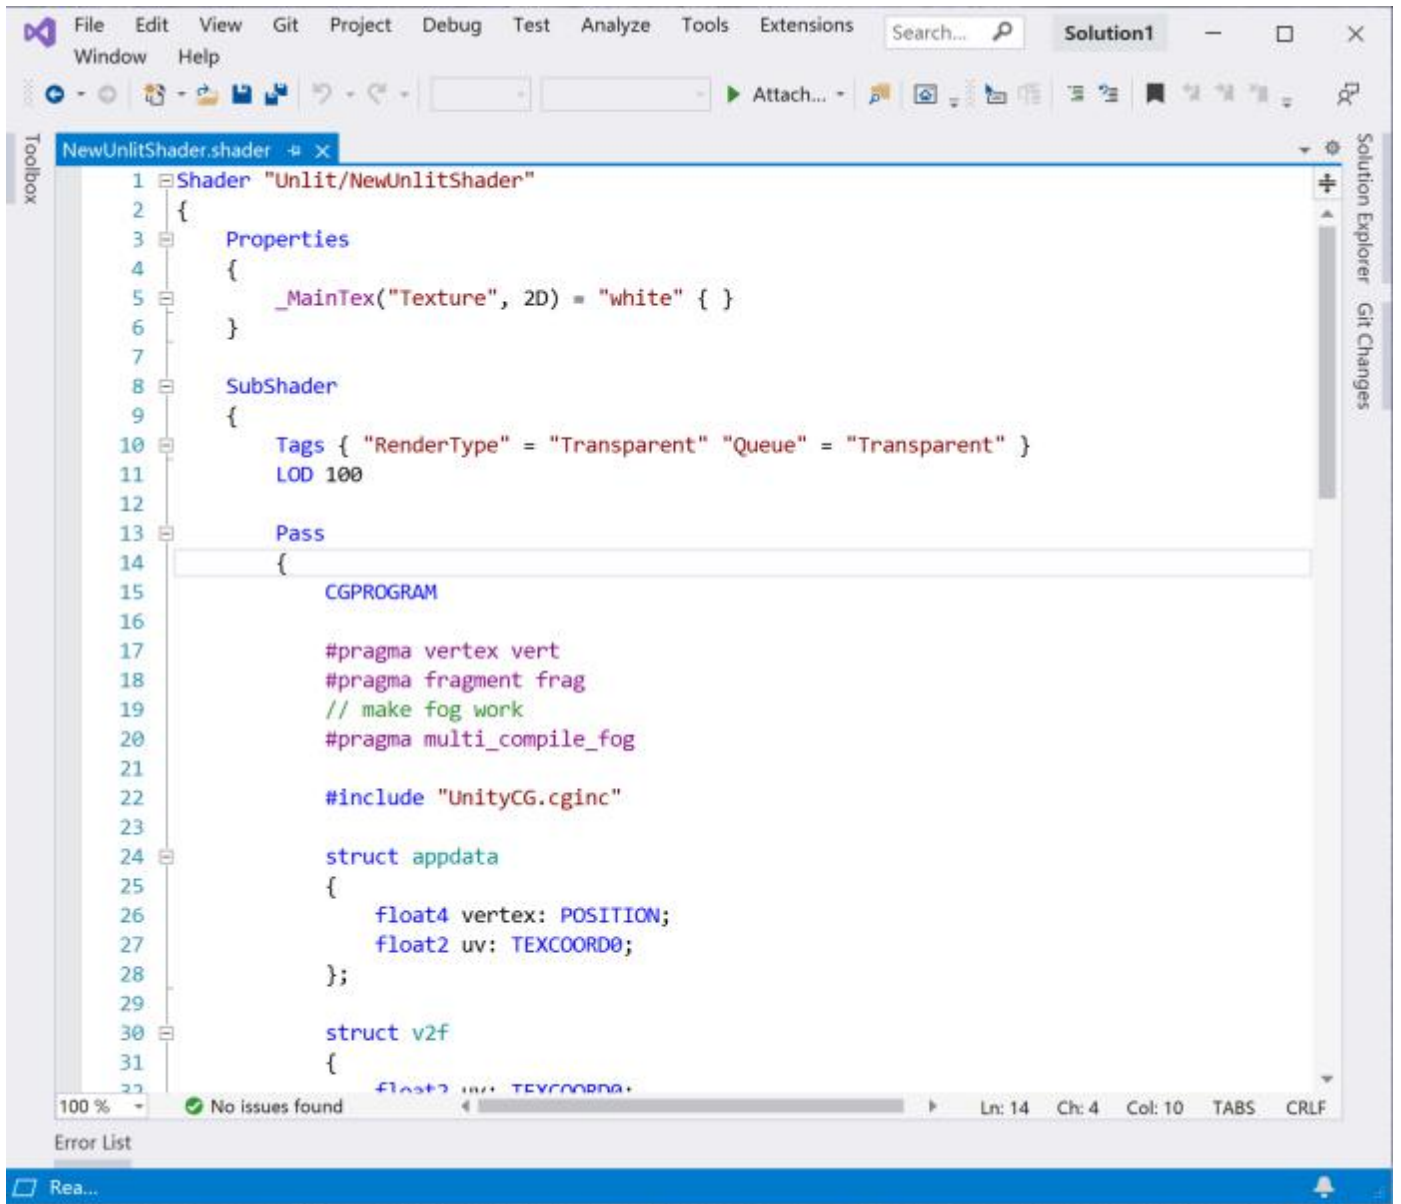 File Edit View Git Project Debug Test Analyze Tools Extensions Search... Solution1
Window Help
Attach...
Toolbox
NewUnlitShader.shader
Solution Explorer
Git Changes
1 Shader "Unlit/NewUnlitShader"
2 {
3 Properties
4 {
5 _MainTex("Texture", 2D) = "white" { }
6 }
7
8 SubShader
9 {
10 Tags { "RenderType" = "Transparent" "Queue" = "Transparent" }
11 LOD 100
12
13 Pass
14 {
15 CGPROGRAM
16
17 #pragma vertex vert
18 #pragma fragment frag
19 // make fog work
20 #pragma multi_compile_fog
21
22 #include "UnityCG.cginc"
23
24 struct appdata
25 {
26 float4 vertex: POSITION;
27 float2 uv: TEXCOORD0;
28 };
29
30 struct v2f
31 {
32 float2 uv: TEXCOORD0;
100 % No issues found Ln: 14 Ch: 4 Col: 10 TABS CRLF
Error List
Rea...